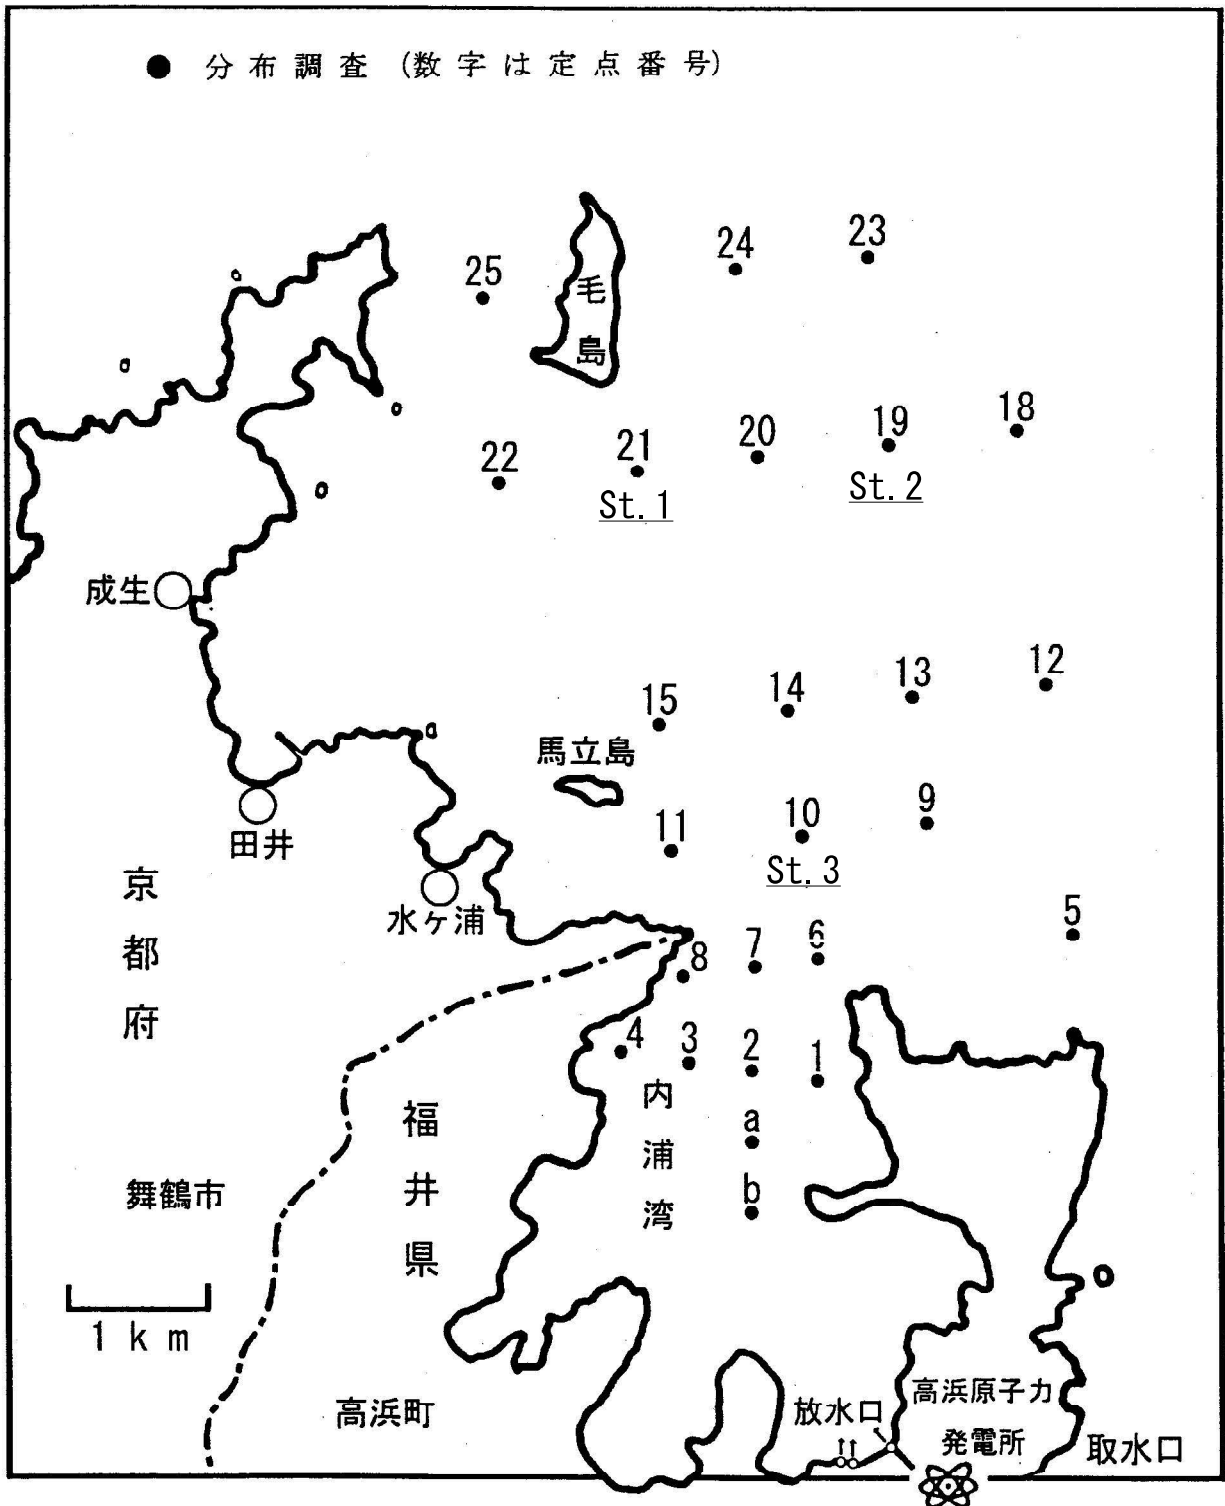 ● 分布調査 (数字は定点番号)
23
24
25
毛島
18
19
20
21
22
St. 2
St. 1
成生
12
13
14
15
馬立島
9
10
11
St. 3
田井
水ヶ浦
京都府
5
6
7
8
4
3
2
1
a
b
内浦湾
福井県
舞鶴市
1km
高浜町
放水口
高浜原子力
発電所
取水口